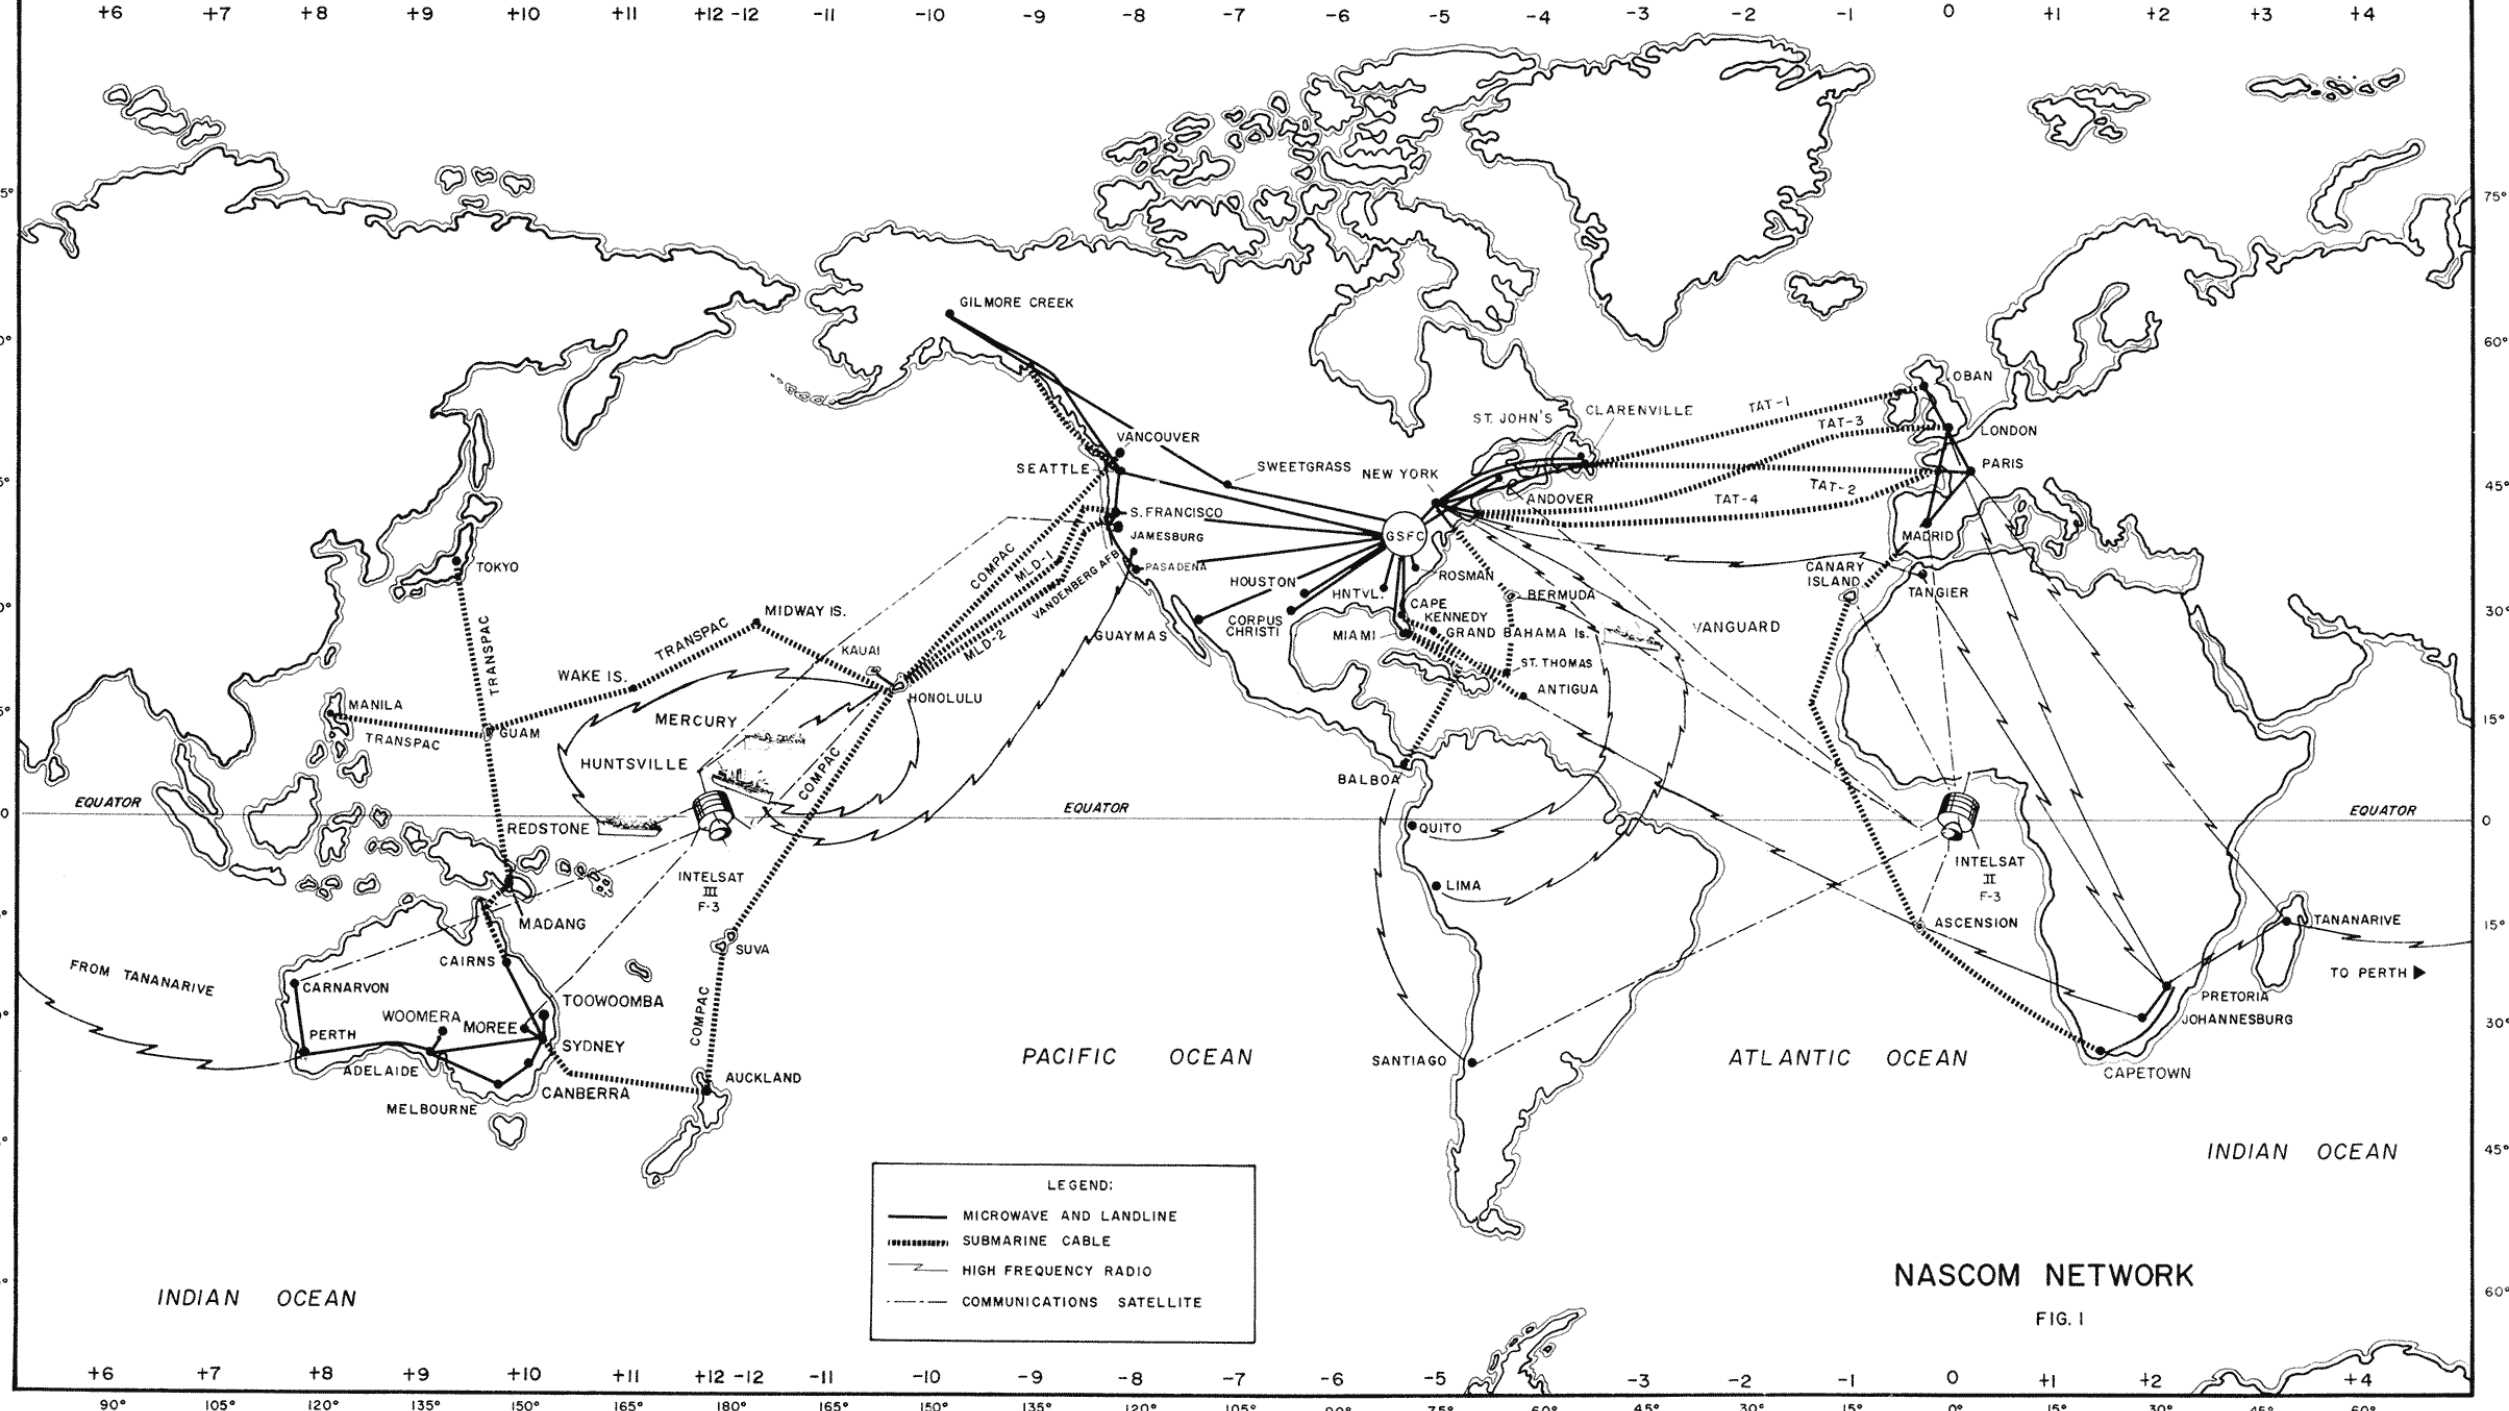 +6 +7 +8 +9 +10 +11 +12 -12 -11 -10 -9 -8 -7 -6 -5 -4 -3 -2 -1 0 +1 +2 +3 +4
75°
GILMORE CREEK
60°
OBAN
CLARENVILLE
ST. JOHN'S
TAT-1
TAT-3
LONDON
VANCOUVER
SEATTLE
SWEETGRASS
NEW YORK
PARIS
45°
TAT-2
TAT-4
ANDOVER
S. FRANCISCO
JAMESBURG
GSFC
MADRID
TOKYO
COMPAC
MLD-1
VANDENBERG AFB
PASADENA
HOUSTON
HNTVL.
ROSMAN
CANARY
ISLAND
TANGIER
BERMUDA
30°
MIDWAY IS.
TRANSPAC
TRANSPAC
CAPE
KENNEDY
CORPUS
CHRISTI
GUAYMAS
MIAMI
GRAND BAHAMA Is.
VANGUARD
MLD-2
KAUAI
ST. THOMAS
WAKE IS.
ANTIGUA
HONOLULU
MANILA
TRANSPAC
GUAM
MERCURY
15°
HUNTSVILLE
COMPAC
BALBOA
EQUATOR
EQUATOR
EQUATOR
0
0
REDSTONE
QUITO
INTELSAT
III
F-3
INTELSAT
II
F-3
LIMA
MADANG
ASCENSION
TANANARIVE
15°
SUVA
CAIRNS
FROM TANANARIVE
TO PERTH
CARNARVON
TOOWOOMBA
PRETORIA
WOOMERA
MOREE
COMPAC
JOHANNESBURG
30°
PERTH
SYDNEY
PACIFIC OCEAN
SANTIAGO
ATLANTIC OCEAN
ADELAIDE
AUCKLAND
CAPETOWN
CANBERRA
MELBOURNE
45°
INDIAN OCEAN
LEGEND:
MICROWAVE AND LANDLINE
SUBMARINE CABLE
HIGH FREQUENCY RADIO
COMMUNICATIONS SATELLITE
NASCOM NETWORK
FIG. 1
60°
INDIAN OCEAN
+6 +7 +8 +9 +10 +11 +12 -12 -11 -10 -9 -8 -7 -6 -5 -3 -2 -1 0 +1 +2 +4
90° 105° 120° 135° 150° 165° 180° 165° 150° 135° 120° 105° 90° 75° 60° 45° 30° 15° 0° 15° 30° 45° 60°